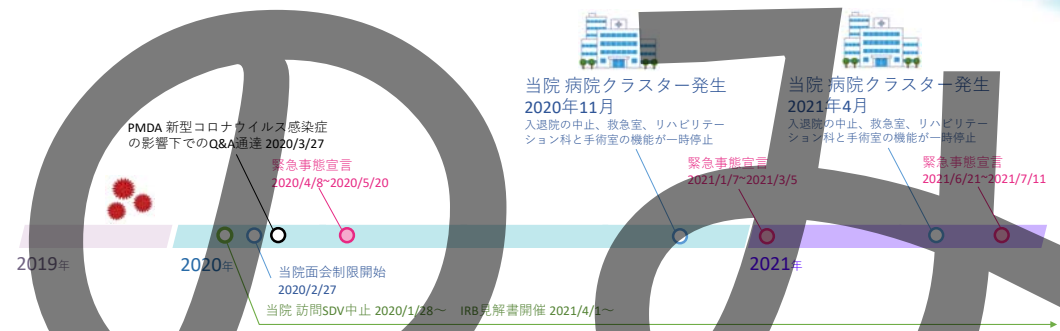 当院 病院クラスター発生
2020年11月
入退院の中止、救急室、リハビリテー
ション科と手術室の機能が一時停止
当院 病院クラスター発生
2021年4月
入退院の中止、救急室、リハビリテー
ション科と手術室の機能が一時停止
PMDA 新型コロナウイルス感染症
の影響下でのQ&A通達 2020/3/27
緊急事態宣言
2020/4/8~2020/5/20
緊急事態宣言
2021/1/7~2021/3/5
緊急事態宣言
2021/6/21~2021/7/11
2019年
2020年
2021年
当院面会制限開始
2020/2/27
当院 訪問SDV中止 2020/1/28～ IRB見解書開催 2021/4/1～